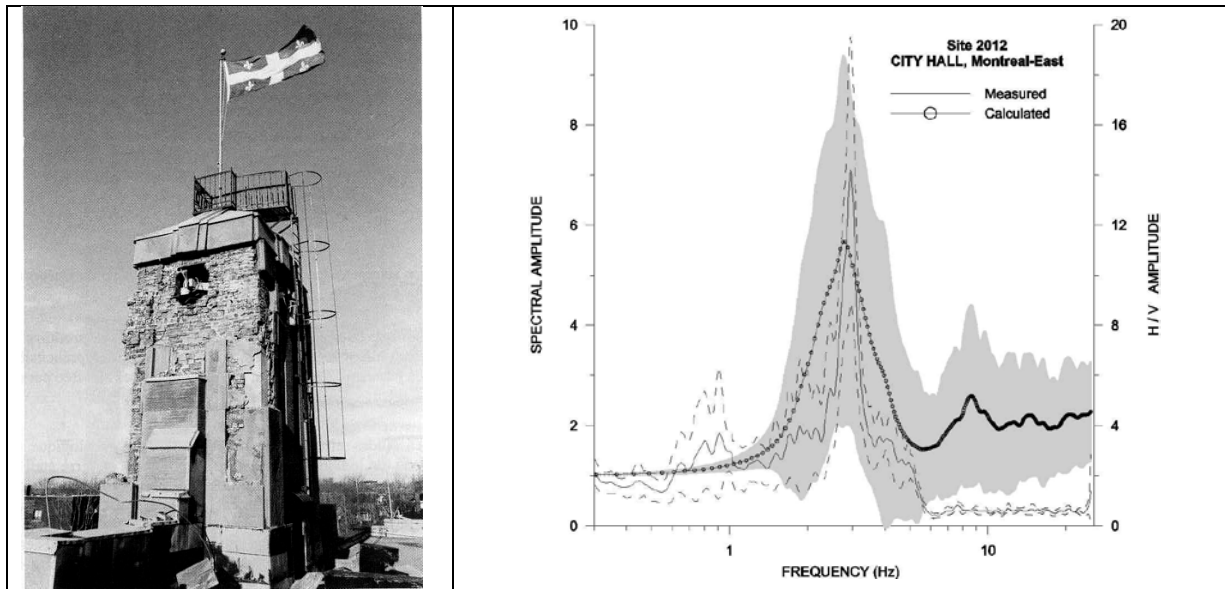 10
8
6
4
2
0
SPECTRAL AMPLITUDE
Site 2012
CITY HALL, Montreal-East
Measured
Calculated
20
16
12
8
4
0
H / V AMPLITUDE
1
10
FREQUENCY (Hz)